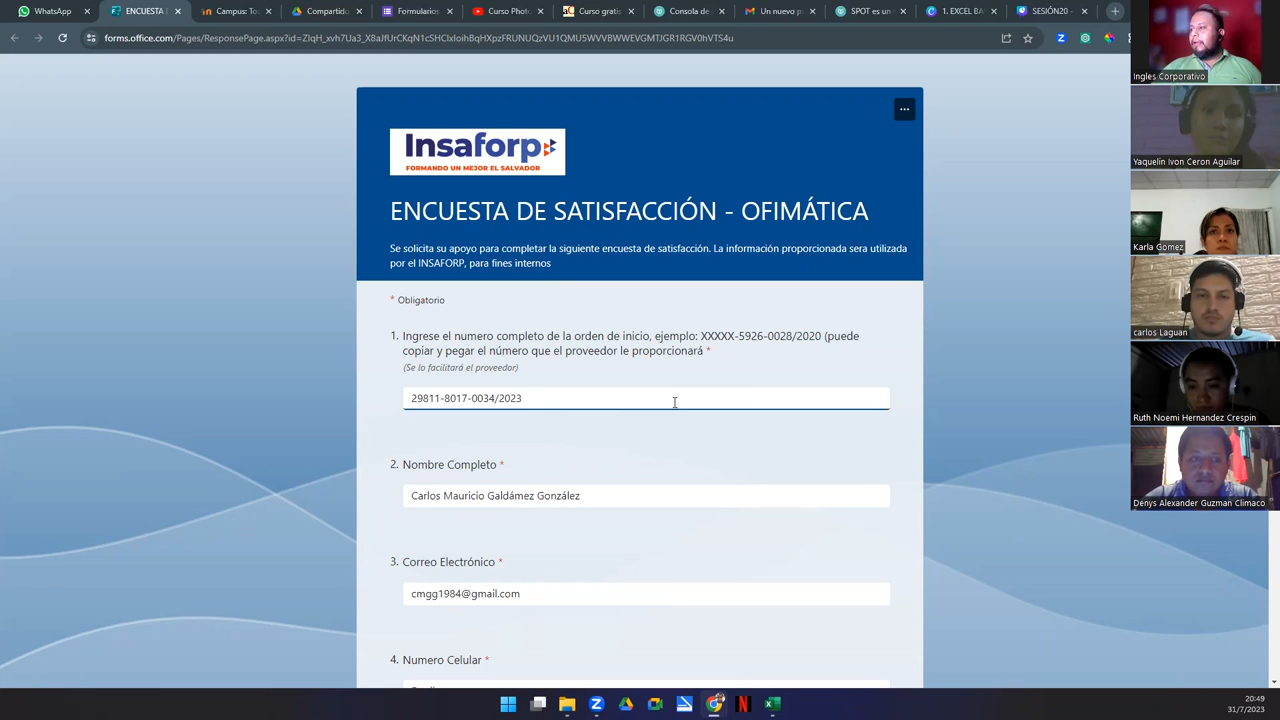 WhatsApp
ENCUESTA D
Campus: Toc
Compartido
Formularios
Curso Photo
Curso gratis
Consola de
Un nuevo p
SPOT es un
1. EXCEL BA
SESIÓN20 -
forms.office.com/Pages/ResponsePage.aspx?id=ZIqH_xvh7Ua3_X8aJfUrCKqN1cSHClxIoihBqHXpzFRUNUQzVU1QMU5WVVBWWEVGMTJGR1RGV0hVTS4u
Insaforp
FORMANDO UN MEJOR EL SALVADOR
ENCUESTA DE SATISFACCIÓN - OFIMÁTICA
Se solicita su apoyo para completar la siguiente encuesta de satisfacción. La información proporcionada sera utilizada
por el INSAFORP, para fines internos
* Obligatorio
1. Ingrese el numero completo de la orden de inicio, ejemplo: XXXXX-5926-0028/2020 (puede
copiar y pegar el número que el proveedor le proporcionará *
(Se lo facilitará el proveedor)
29811-8017-0034/2023
2. Nombre Completo *
Carlos Mauricio Galdámez González
3. Correo Electrónico *
cmgg1984@gmail.com
4. Numero Celular *
Ingles Corporativo
Yaquelin Ivon Ceron Aguilar
Karla Gomez
carlos Laguan
Ruth Noemi Hernandez Crespin
Denys Alexander Guzman Climaco
20:49
31/7/2023